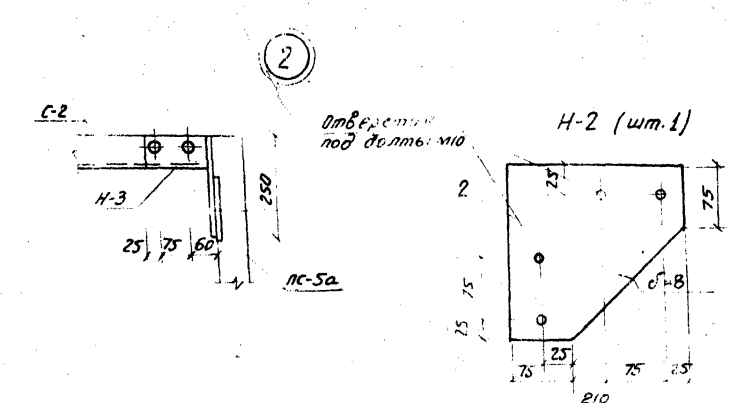 2
С-2
Отверстия
под болты М10
Н-2 (шт.1)
Н-3
250
25 75 60
ПС-5а
2
25
75
δ=8
75
25
25
75 75 25
210